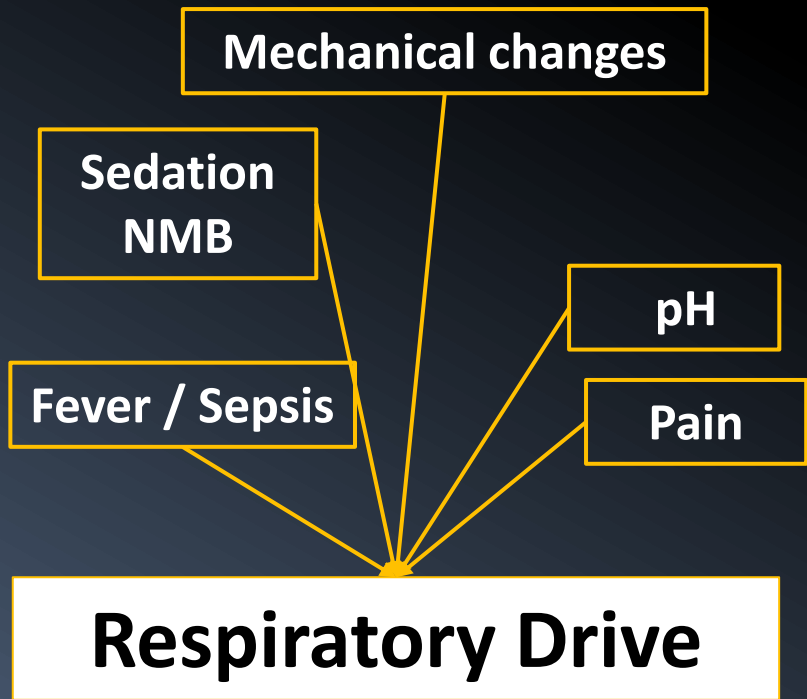 Mechanical changes
Sedation
NMB
pH
Fever / Sepsis
Pain
Respiratory Drive